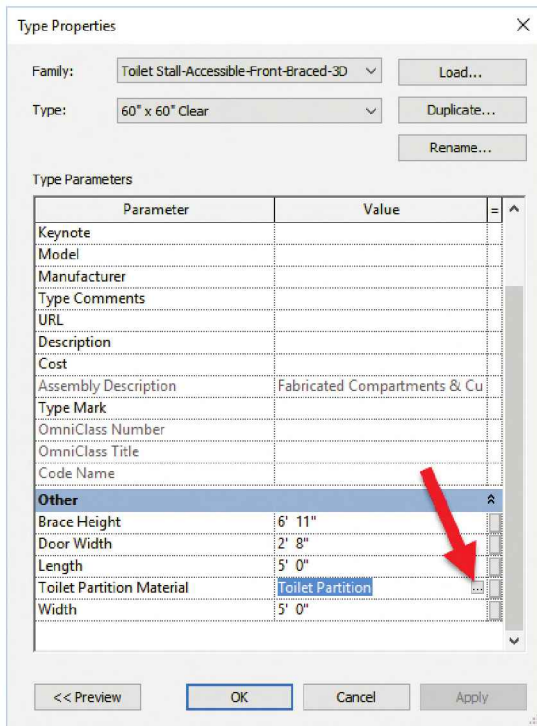 Type Properties
Family: Toilet Stall-Accessible-Front-Braced-3D Load...
Type: 60" x 60" Clear Duplicate...
Rename...
Type Parameters
Parameter Value =
Keynote
Model
Manufacturer
Type Comments
URL
Description
Cost
Assembly Description Fabricated Compartments & Cu
Type Mark
OmniClass Number
OmniClass Title
Code Name
Other
Brace Height 6' 11"
Door Width 2' 8"
Length 5' 0"
Toilet Partition Material Toilet Partition ...
Width 5' 0"
<< Preview OK Cancel Apply